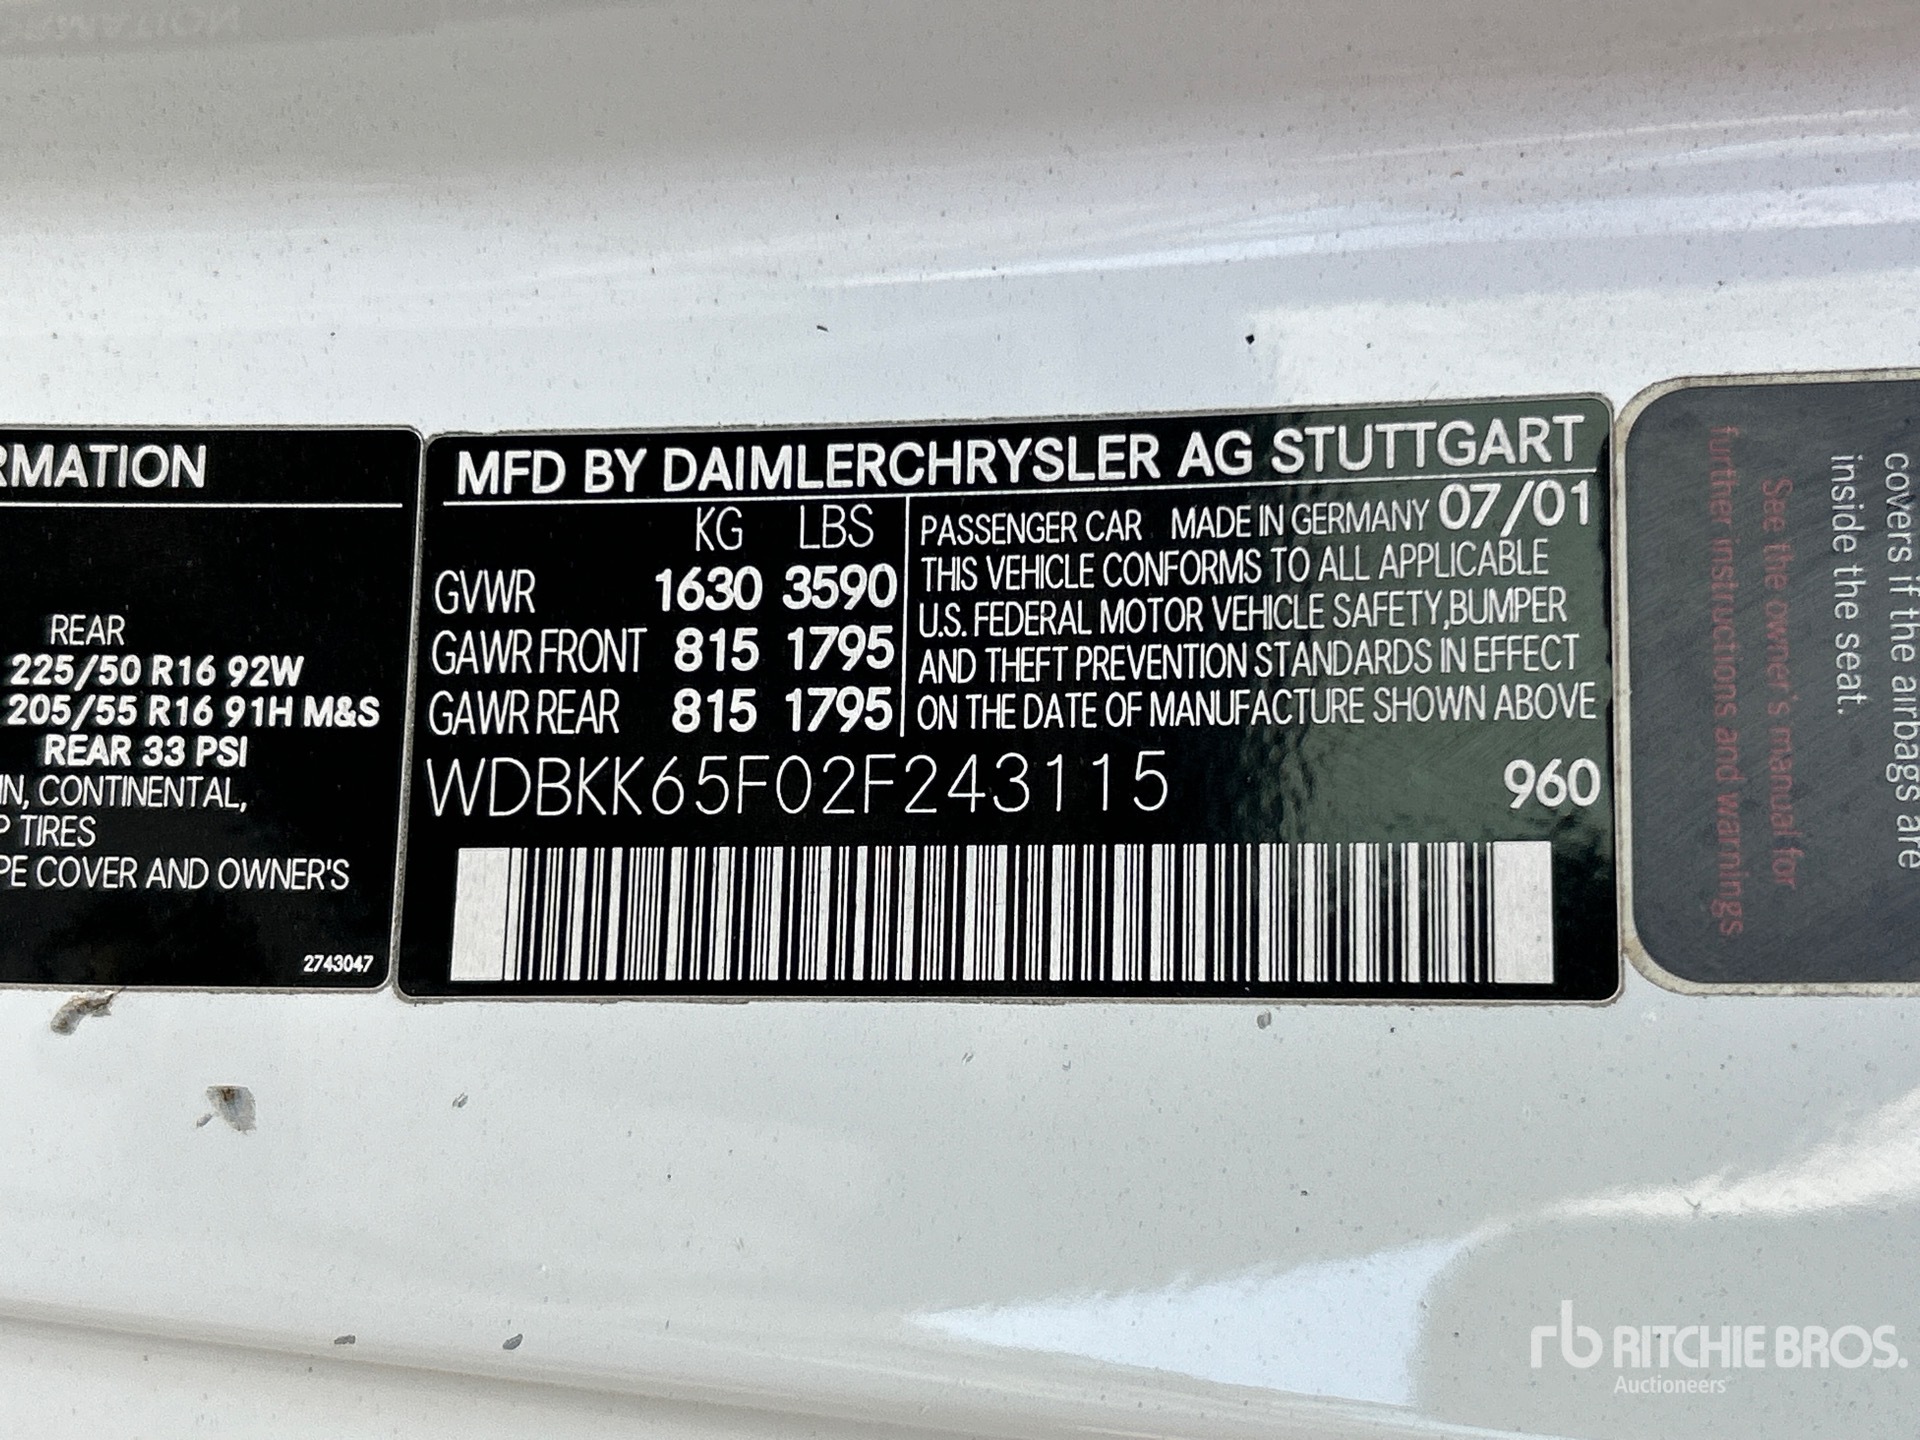 RMATION
REAR
225/50 R16 92W
205/55 R16 91H M&S
REAR 33 PSI
IN, CONTINENTAL,
P TIRES
PE COVER AND OWNER'S
2743047
MFD BY DAIMLERCHRYSLER AG STUTTGART
KG LBS
GVWR 1630 3590
GAWR FRONT 815 1795
GAWR REAR 815 1795
PASSENGER CAR MADE IN GERMANY 07/01
THIS VEHICLE CONFORMS TO ALL APPLICABLE
U.S. FEDERAL MOTOR VEHICLE SAFETY,BUMPER
AND THEFT PREVENTION STANDARDS IN EFFECT
ON THE DATE OF MANUFACTURE SHOWN ABOVE
WDBKK65F02F243115
960
covers if the airbags are
inside the seat.
See the owner's manual for
further instructions and warnings
rb RITCHIE BROS.
Auctioneers